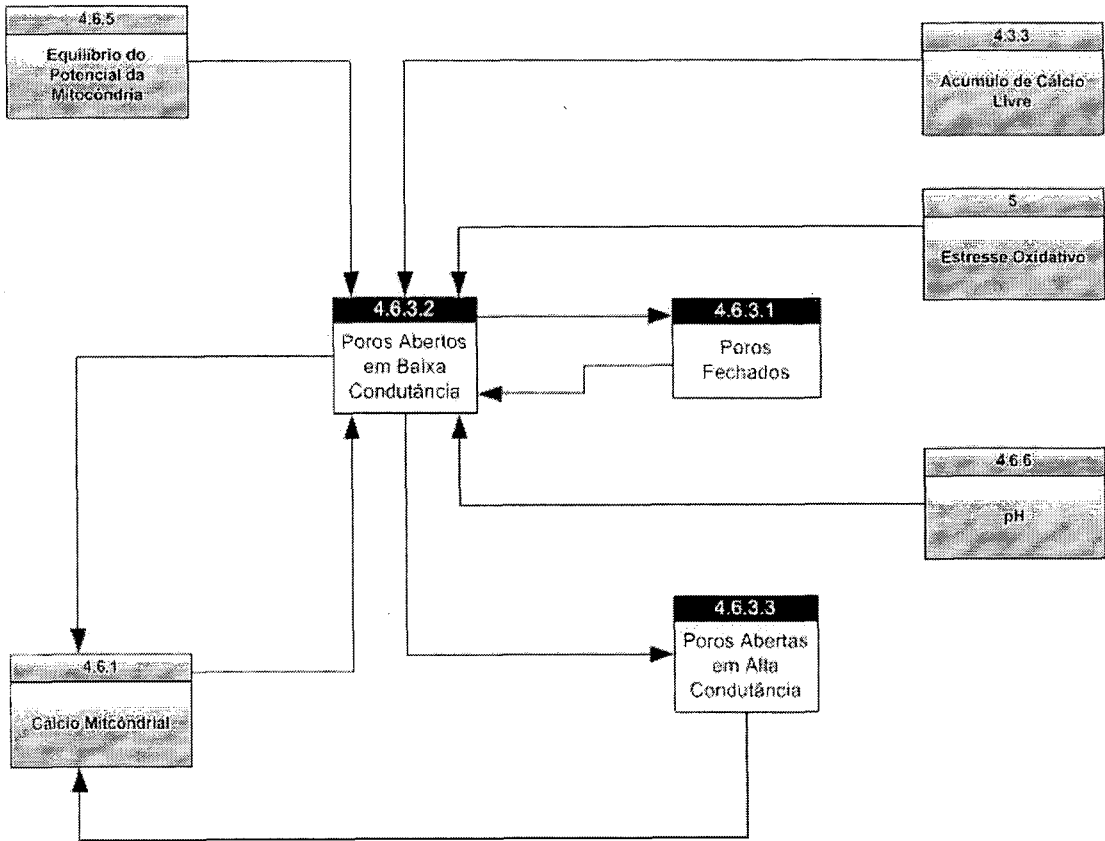 4.6.5
Equilíbrio do
Potencial da
Mitocôndria
4.3.3
Acúmulo de Cálcio
Livre
5
Estresse Oxidativo
4.6.3.2
Poros Abertos
em Baixa
Condutância
4.6.3.1
Poros
Fechados
4.6.6
pH
4.6.3.3
Poros Abertas
em Alta
Condutância
4.6.1
Cálcio Mitcôndrial